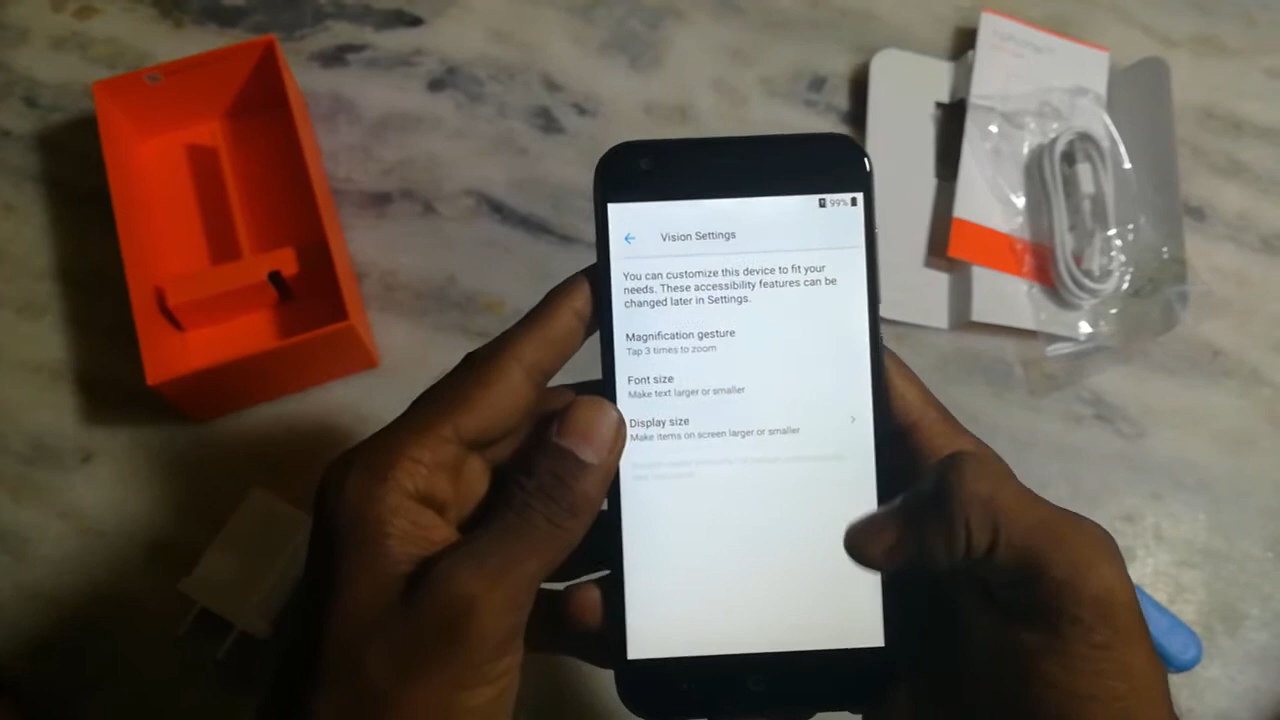 99%
Vision Settings
You can customize this device to fit your
needs. These accessibility features can be
changed later in Settings.
Magnification gesture
Tap 3 times to zoom
Font size
Make text larger or smaller
Display size
Make items on screen larger or smaller